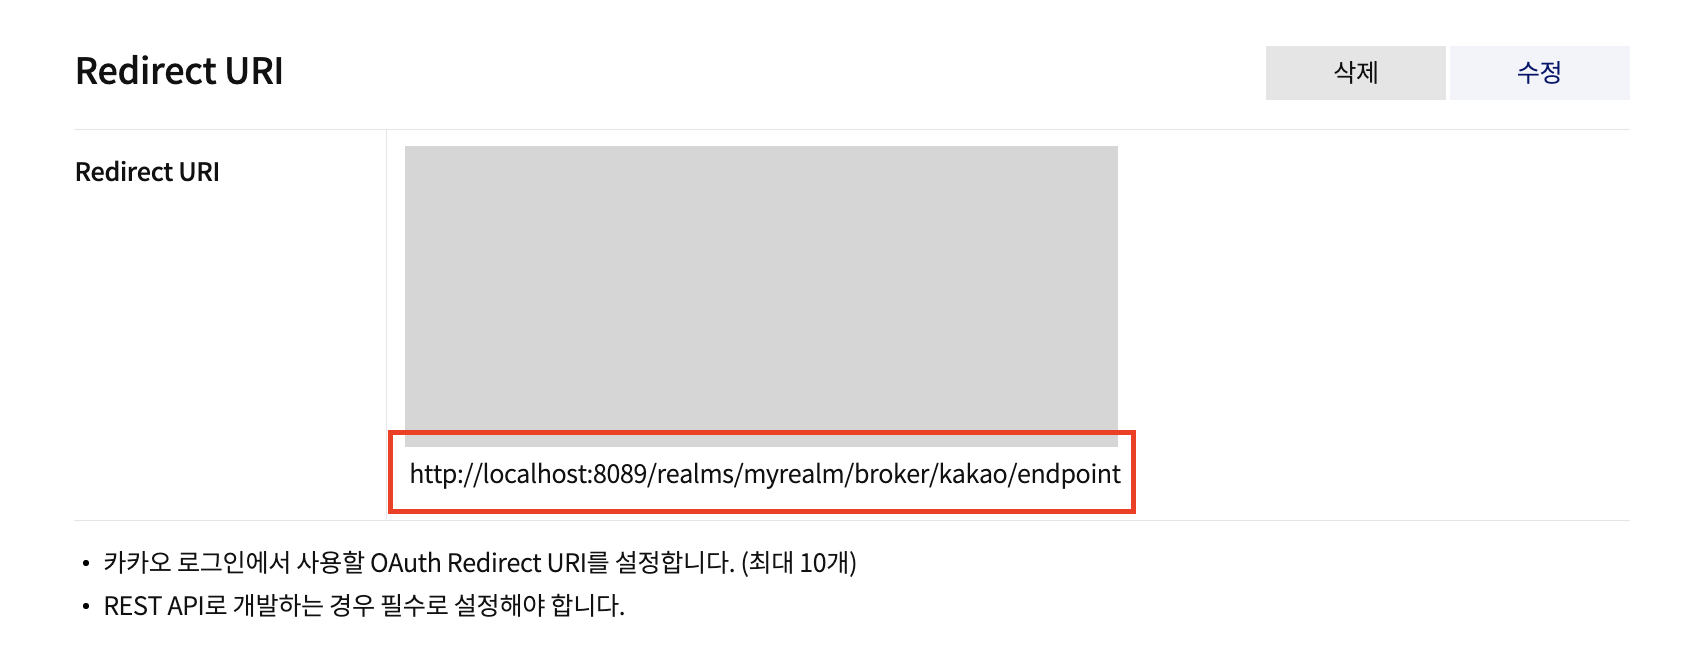 Redirect URI
삭제
수정
Redirect URI
http://localhost:8089/realms/myrealm/broker/kakao/endpoint
• 카카오 로그인에서 사용할 OAuth Redirect URI를 설정합니다. (최대 10개)
• REST API로 개발하는 경우 필수로 설정해야 합니다.